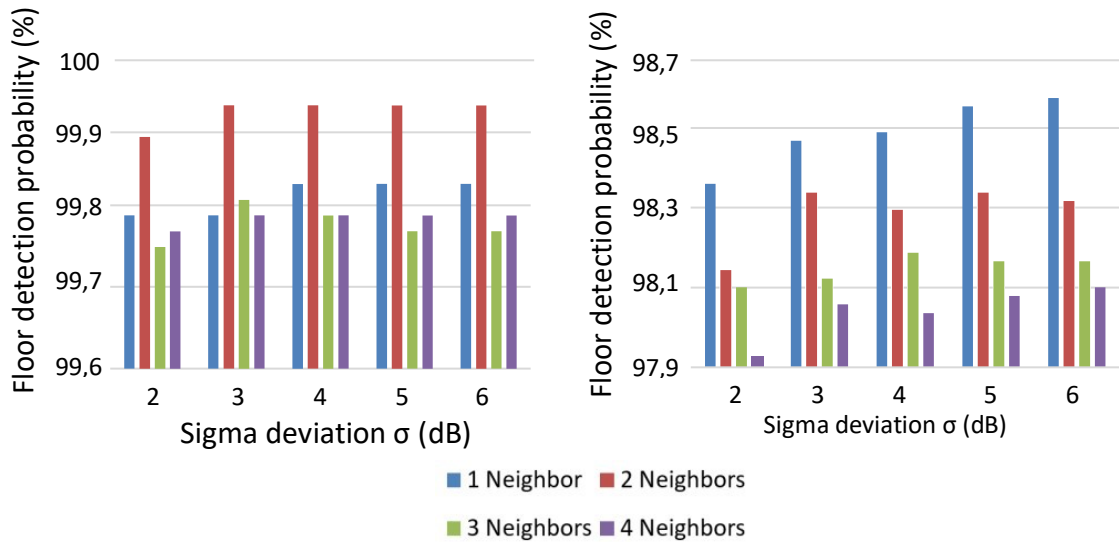 Floor detection probability (%)
100
99,9
99,8
99,7
99,6
2 3 4 5 6
Sigma deviation σ (dB)
Floor detection probability (%)
98,7
98,5
98,3
98,1
97,9
2 3 4 5 6
Sigma deviation σ (dB)
1 Neighbor 2 Neighbors
3 Neighbors 4 Neighbors